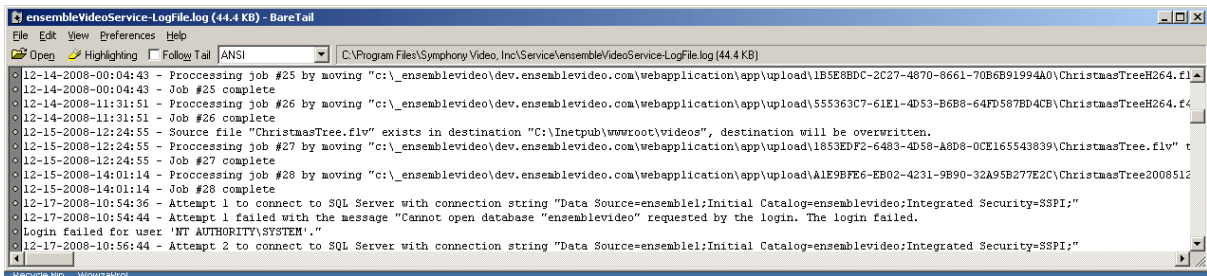 ensembleVideoService-LogFile.log (44.4 KB) - BareTail
File Edit View Preferences Help
Open Highlighting Follow Tail ANSI C:\Program Files\Symphony Video, Inc\Service\ensembleVideoService-LogFile.log (44.4 KB)
12-14-2008-00:04:43 - Proccessing job #25 by moving "c:\_ensemblevideo\dev.ensemblevideo.com\webapplication\app\upload\1B5E8BDC-2C27-4870-8661-70B6B91994A0\ChristmasTreeH264.fl
12-14-2008-00:04:43 - Job #25 complete
12-14-2008-11:31:51 - Proccessing job #26 by moving "c:\_ensemblevideo\dev.ensemblevideo.com\webapplication\app\upload\555363C7-61E1-4D53-B6B8-64FD587BD4CB\ChristmasTreeH264.f4
12-14-2008-11:31:51 - Job #26 complete
12-15-2008-12:24:55 - Source file "ChristmasTree.flv" exists in destination "C:\Inetpub\wwwroot\videos", destination will be overwritten.
12-15-2008-12:24:55 - Proccessing job #27 by moving "c:\_ensemblevideo\dev.ensemblevideo.com\webapplication\app\upload\1853EDF2-6483-4D58-A8D8-0CE165543839\ChristmasTree.flv" t
12-15-2008-12:24:55 - Job #27 complete
12-15-2008-14:01:14 - Proccessing job #28 by moving "c:\_ensemblevideo\dev.ensemblevideo.com\webapplication\app\upload\A1E9BFE6-EB02-4231-9B90-32A95B277E2C\ChristmasTree2008512
12-15-2008-14:01:14 - Job #28 complete
12-17-2008-10:54:36 - Attempt 1 to connect to SQL Server with connection string "Data Source=ensemble1;Initial Catalog=ensemblevideo;Integrated Security=SSPI;"
12-17-2008-10:54:44 - Attempt 1 failed with the message "Cannot open database "ensemblevideo" requested by the login. The login failed.
Login failed for user 'NT AUTHORITY\SYSTEM'."
12-17-2008-10:56:44 - Attempt 2 to connect to SQL Server with connection string "Data Source=ensemble1;Initial Catalog=ensemblevideo;Integrated Security=SSPI;"
Recycle Bin WowzaPro!